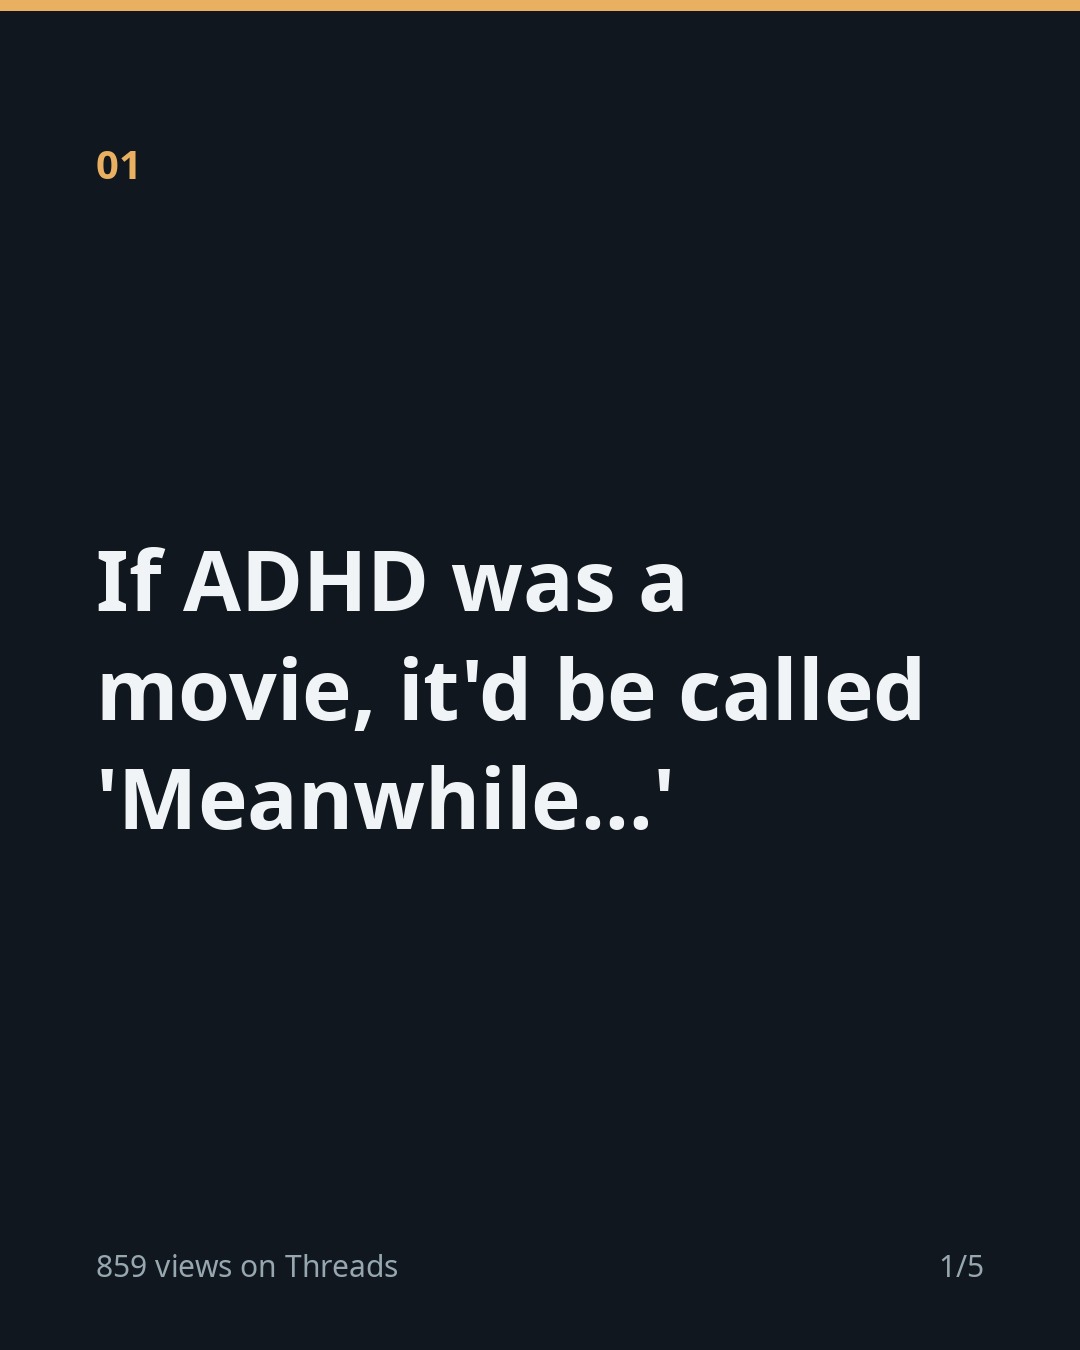 01
If ADHD was a
movie, it'd be called
'Meanwhile...'
859 views on Threads
1/5